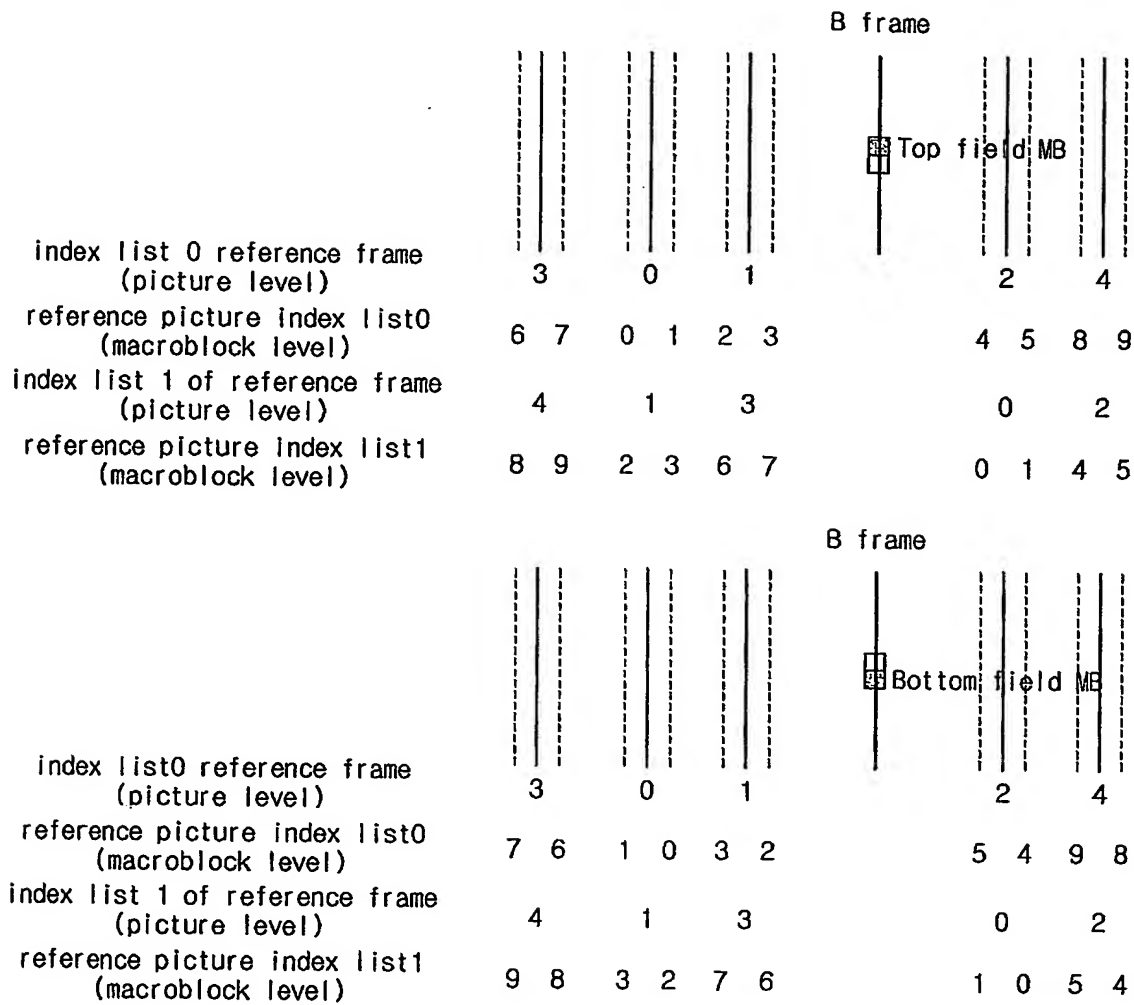 B frame
Top field MB
index list 0 reference frame
(picture level) 3 0 1 2 4
reference picture index list0
(macroblock level) 6 7 0 1 2 3 4 5 8 9
index list 1 of reference frame
(picture level) 4 1 3 0 2
reference picture index list1
(macroblock level) 8 9 2 3 6 7 0 1 4 5
B frame
Bottom field MB
index list0 reference frame
(picture level) 3 0 1 2 4
reference picture index list0
(macroblock level) 7 6 1 0 3 2 5 4 9 8
index list 1 of reference frame
(picture level) 4 1 3 0 2
reference picture index list1
(macroblock level) 9 8 3 2 7 6 1 0 5 4